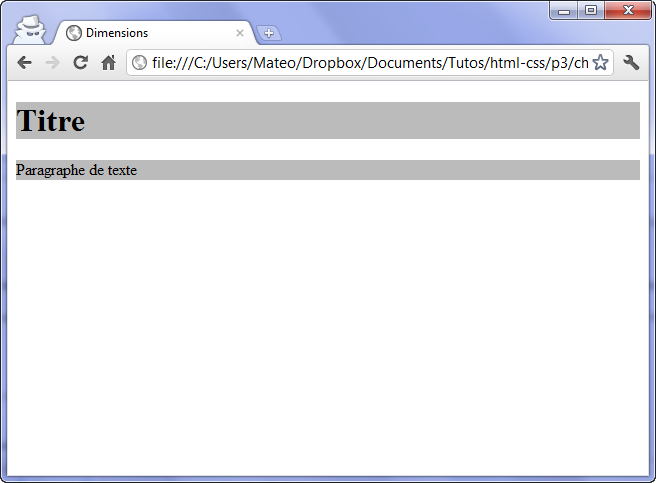 Dimensions
file:///C:/Users/Mateo/Dropbox/Documents/Tutos/html-css/p3/ch
Titre
Paragraphe de texte